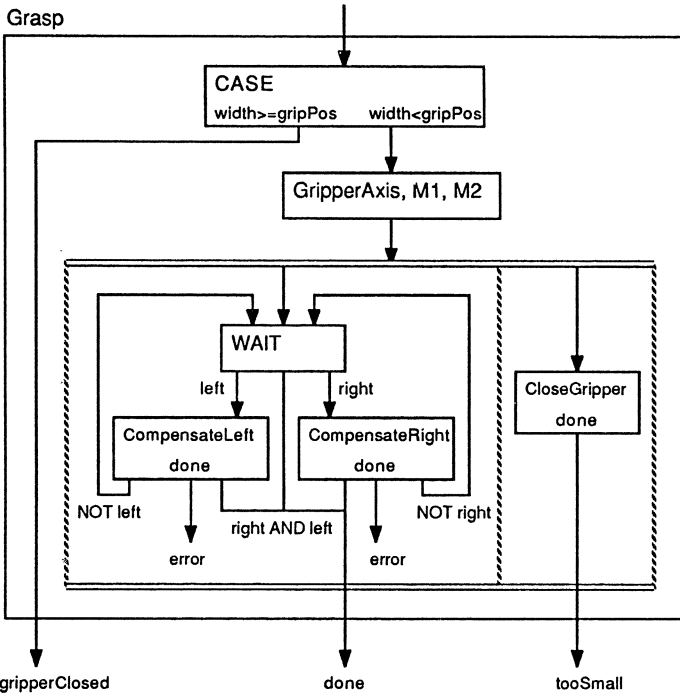 Grasp
CASE
width>=gripPos width<gripPos
GripperAxis, M1, M2
WAIT
left right
CloseGripper
done
CompensateLeft CompensateRight
done done
NOT left right AND left NOT right
error error
gripperClosed done tooSmall